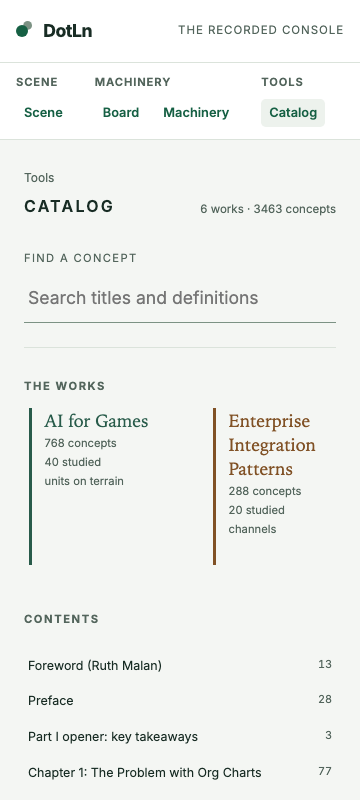 DotLn
THE RECORDED CONSOLE
SCENE
MACHINERY
TOOLS
Scene
Board
Machinery
Catalog
Tools
CATALOG
6 works · 3463 concepts
FIND A CONCEPT
Search titles and definitions
THE WORKS
AI for Games
768 concepts
40 studied
units on terrain
Enterprise
Integration
Patterns
288 concepts
20 studied
channels
CONTENTS
Foreword (Ruth Malan) 13
Preface 28
Part I opener: key takeaways 3
Chapter 1: The Problem with Org Charts 77